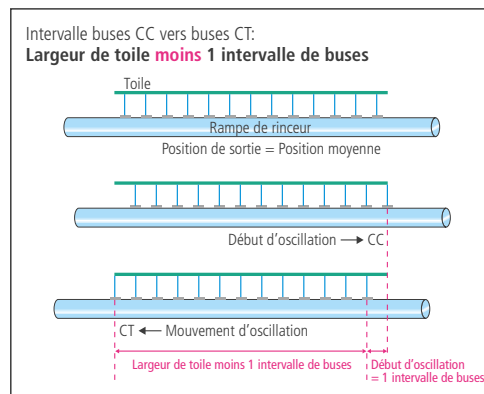 Intervalle buses CC vers buses CT:
Largeur de toile moins 1 intervalle de buses
Toile
Rampe de rinceur
Position de sortie = Position moyenne
Début d'oscillation → CC
CT ← Mouvement d'oscillation
Largeur de toile moins 1 intervalle de buses
Début d'oscillation
= 1 intervalle de buses